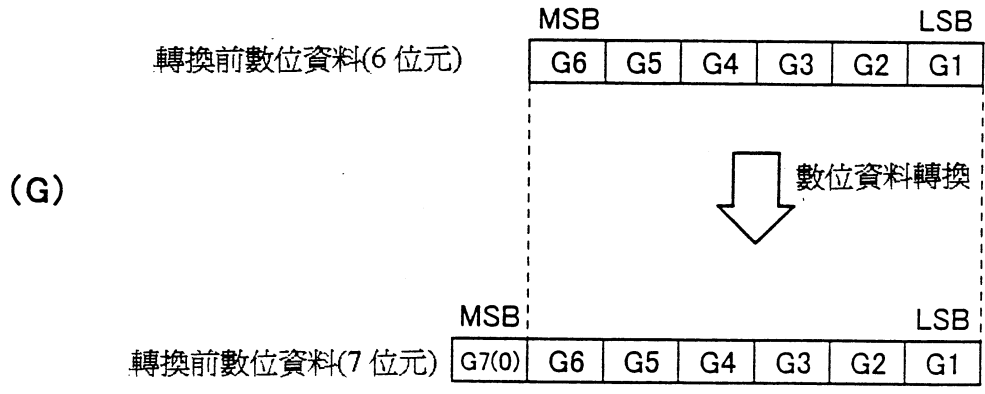 MSB LSB
轉換前數位資料(6 位元) G6 G5 G4 G3 G2 G1
(G)
數位資料轉換
MSB LSB
轉換前數位資料(7 位元) G7(0) G6 G5 G4 G3 G2 G1